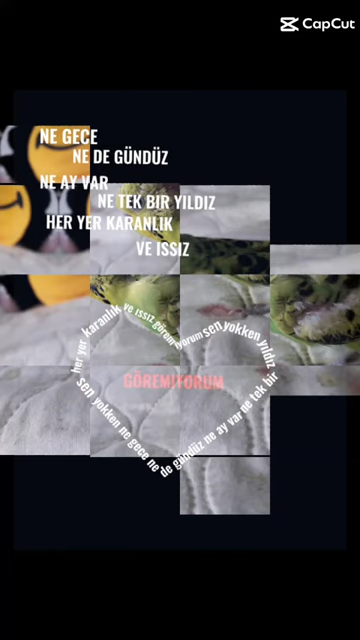 CapCut
NE GECE
NE DE GÜNDÜZ
NE AY VAR
NE TEK BIR YILDIZ
HER YER KARANLIK
VE ISSIZ
her yer karanlık ve ıssız göremiyorum
sen yokken yıldız
GÖREMIYORUM
sen yokken ne gece ne de gündüz ne ay var ne tek bir